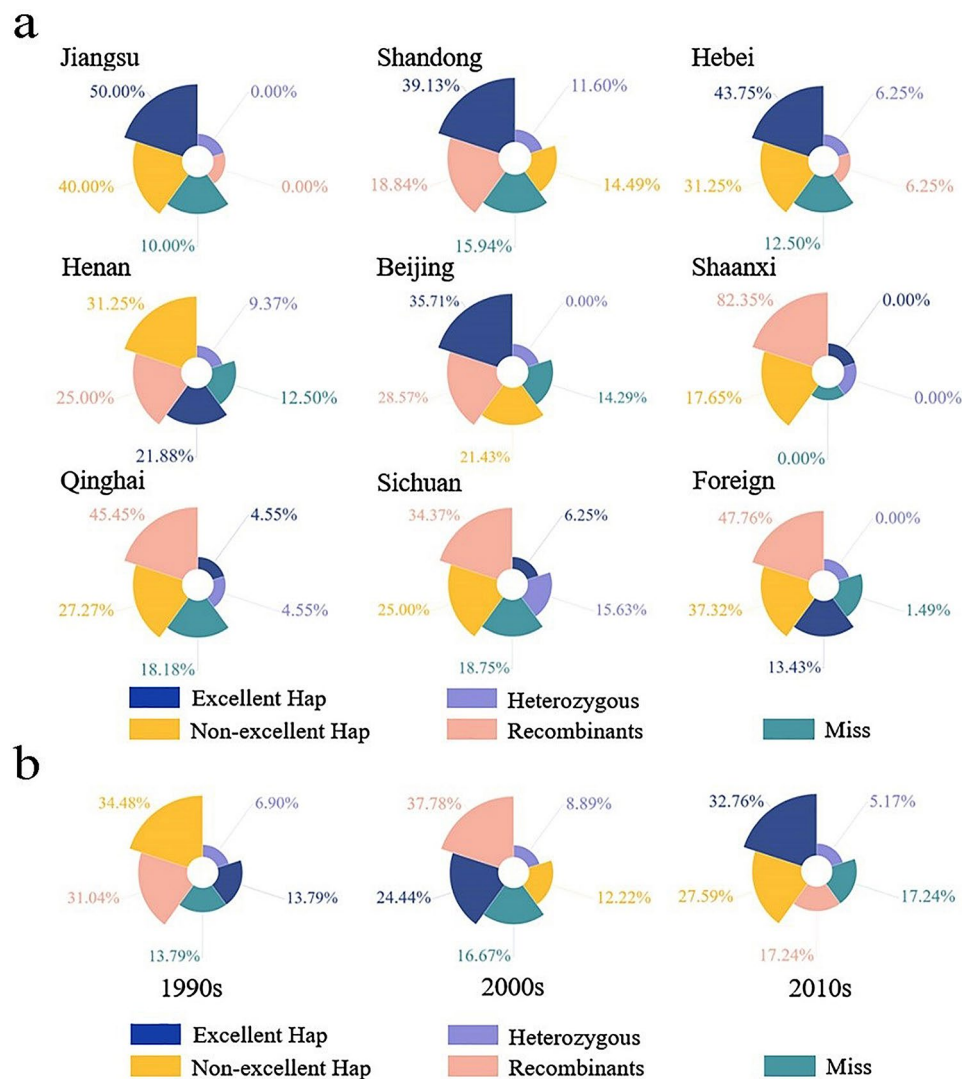 a
Jiangsu
50.00%
0.00%
40.00%
0.00%
10.00%
Shandong
39.13%
11.60%
18.84%
14.49%
15.94%
Hebei
43.75%
6.25%
31.25%
6.25%
12.50%
Henan
31.25%
9.37%
25.00%
12.50%
21.88%
Beijing
35.71%
0.00%
28.57%
14.29%
21.43%
Shaanxi
82.35%
0.00%
17.65%
0.00%
0.00%
Qinghai
45.45%
4.55%
27.27%
4.55%
18.18%
Sichuan
34.37%
6.25%
25.00%
15.63%
18.75%
Foreign
47.76%
0.00%
37.32%
1.49%
13.43%
Excellent Hap
Heterozygous
Non-excellent Hap
Recombinants
Miss
b
34.48%
6.90%
31.04%
13.79%
13.79%
1990s
37.78%
8.89%
24.44%
12.22%
16.67%
2000s
32.76%
5.17%
27.59%
17.24%
17.24%
2010s
Excellent Hap
Heterozygous
Non-excellent Hap
Recombinants
Miss